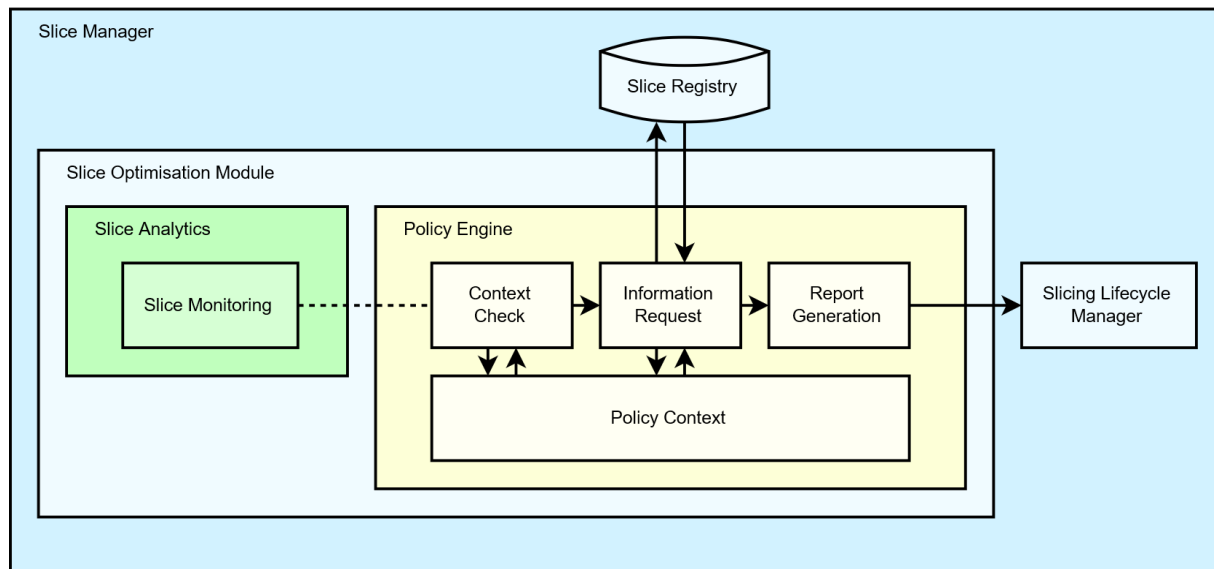 Slice Manager
Slice Registry
Slice Optimisation Module
Slice Analytics
Policy Engine
Slice Monitoring
Context
Check
Information
Request
Report
Generation
Slicing Lifecycle
Manager
Policy Context